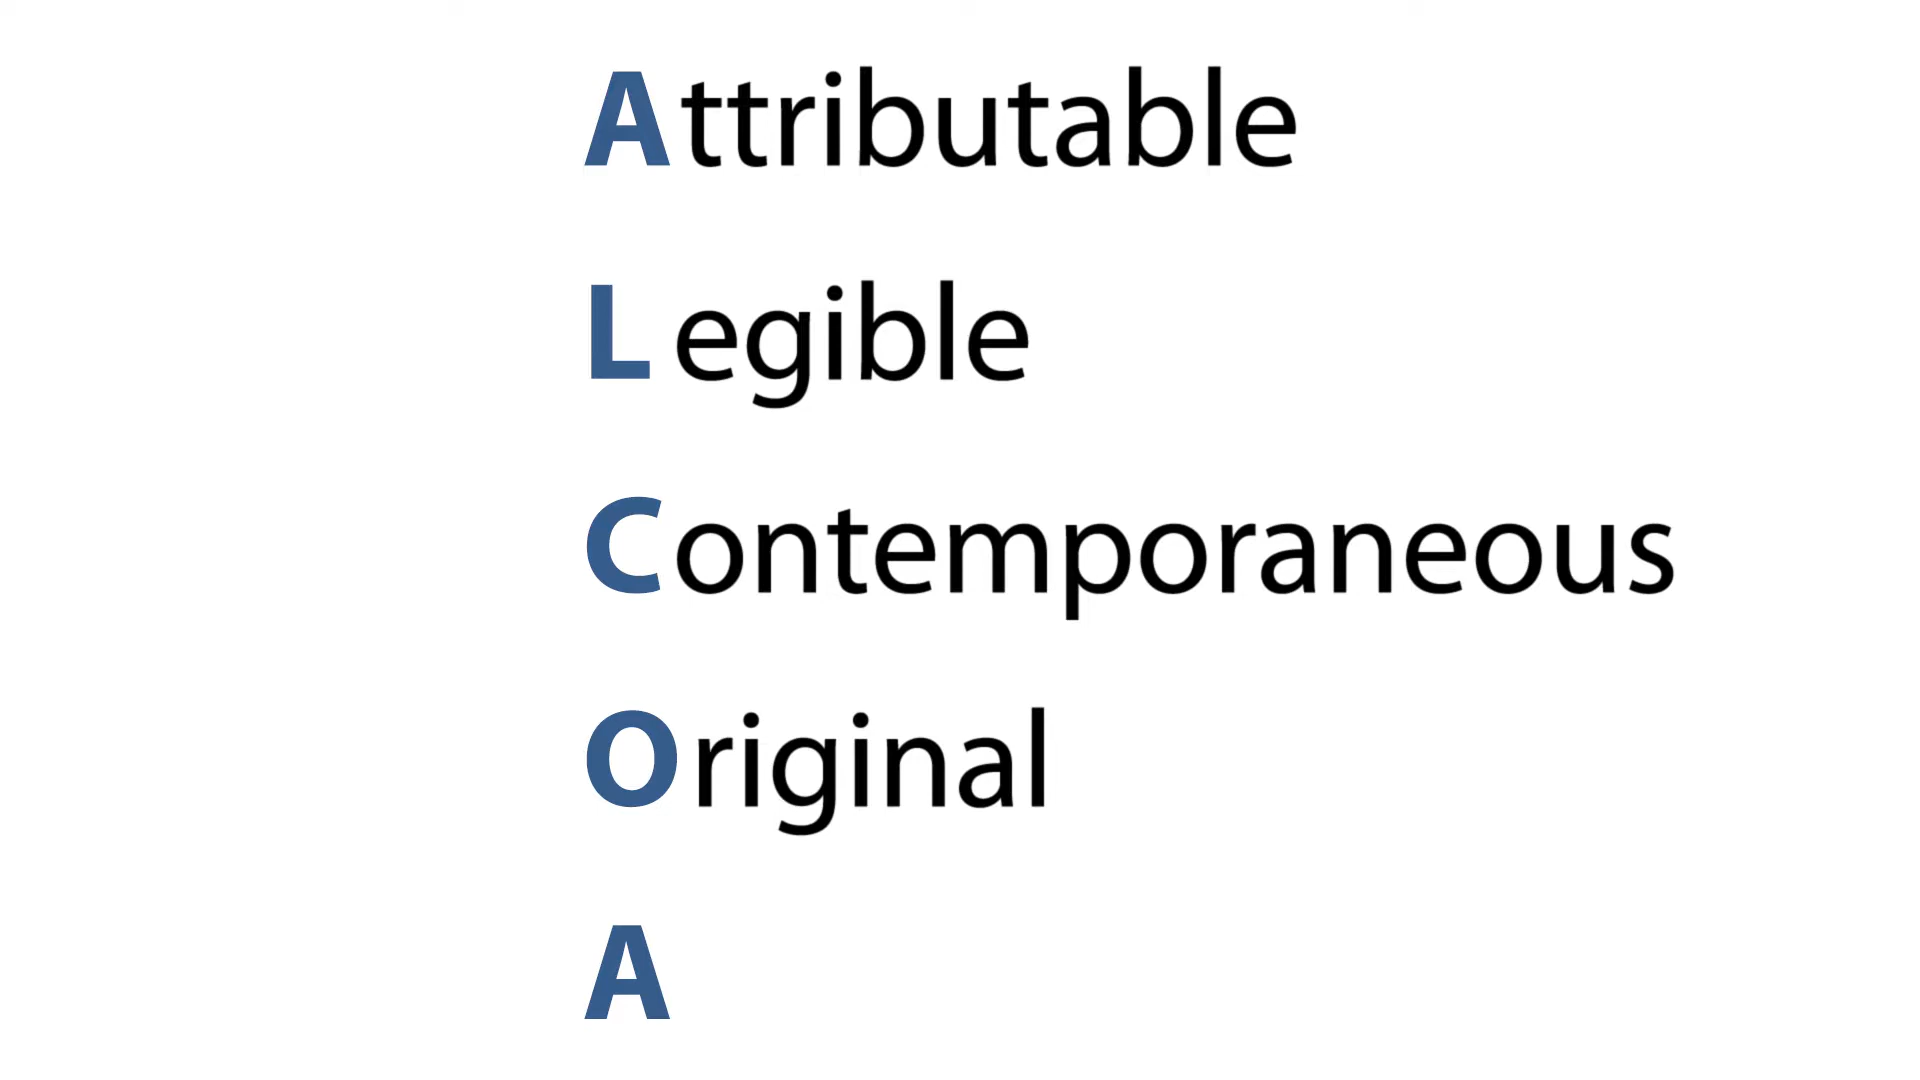 Attributable
Legible
Contemporaneous
Original
A